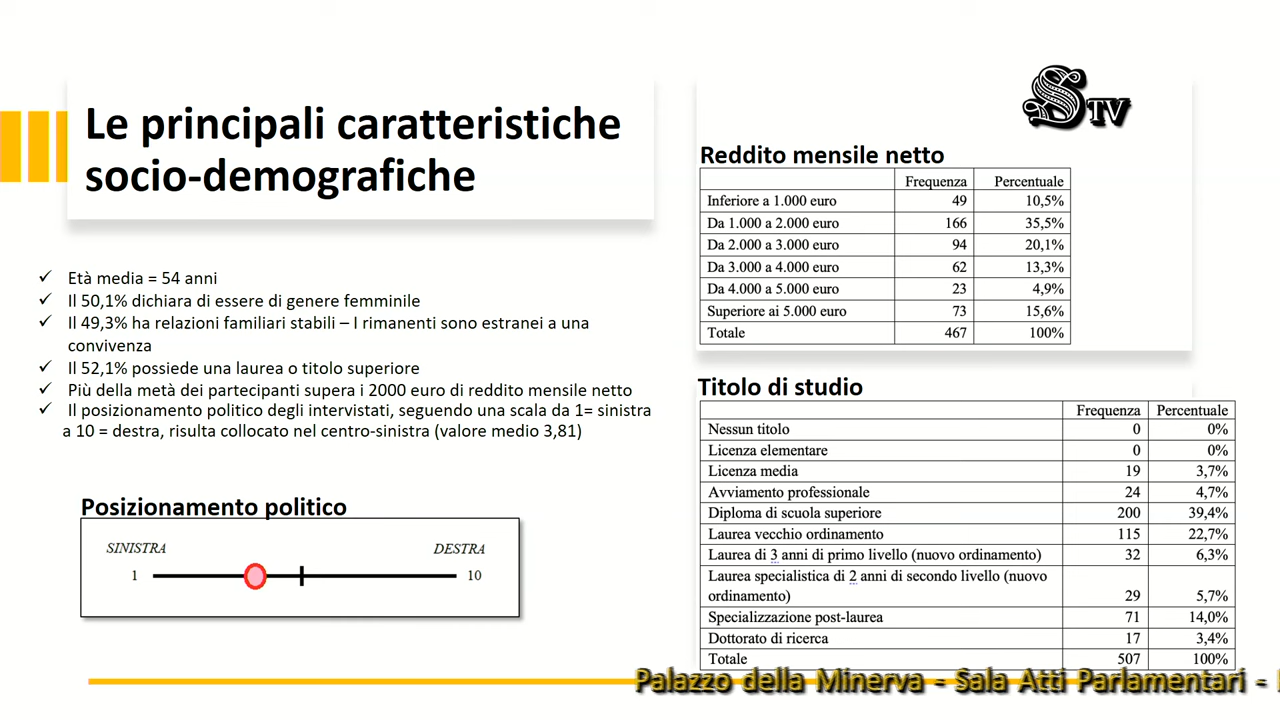 Le principali caratteristiche
socio-demografiche
✓ Età media = 54 anni
✓ Il 50,1% dichiara di essere di genere femminile
✓ Il 49,3% ha relazioni familiari stabili – I rimanenti sono estranei a una
convivenza
✓ Il 52,1% possiede una laurea o titolo superiore
✓ Più della metà dei partecipanti supera i 2000 euro di reddito mensile netto
✓ Il posizionamento politico degli intervistati, seguendo una scala da 1= sinistra
a 10 = destra, risulta collocato nel centro-sinistra (valore medio 3,81)
Posizionamento politico
SINISTRA DESTRA
1 10
STV
Reddito mensile netto
Frequenza Percentuale
Inferiore a 1.000 euro 49 10,5%
Da 1.000 a 2.000 euro 166 35,5%
Da 2.000 a 3.000 euro 94 20,1%
Da 3.000 a 4.000 euro 62 13,3%
Da 4.000 a 5.000 euro 23 4,9%
Superiore ai 5.000 euro 73 15,6%
Totale 467 100%
Titolo di studio
Frequenza Percentuale
Nessun titolo 0 0%
Licenza elementare 0 0%
Licenza media 19 3,7%
Avviamento professionale 24 4,7%
Diploma di scuola superiore 200 39,4%
Laurea vecchio ordinamento 115 22,7%
Laurea di 3 anni di primo livello (nuovo ordinamento) 32 6,3%
Laurea specialistica di 2 anni di secondo livello (nuovo
ordinamento) 29 5,7%
Specializzazione post-laurea 71 14,0%
Dottorato di ricerca 17 3,4%
Totale 507 100%
Palazzo della Minerva - Sala Atti Parlamentari -